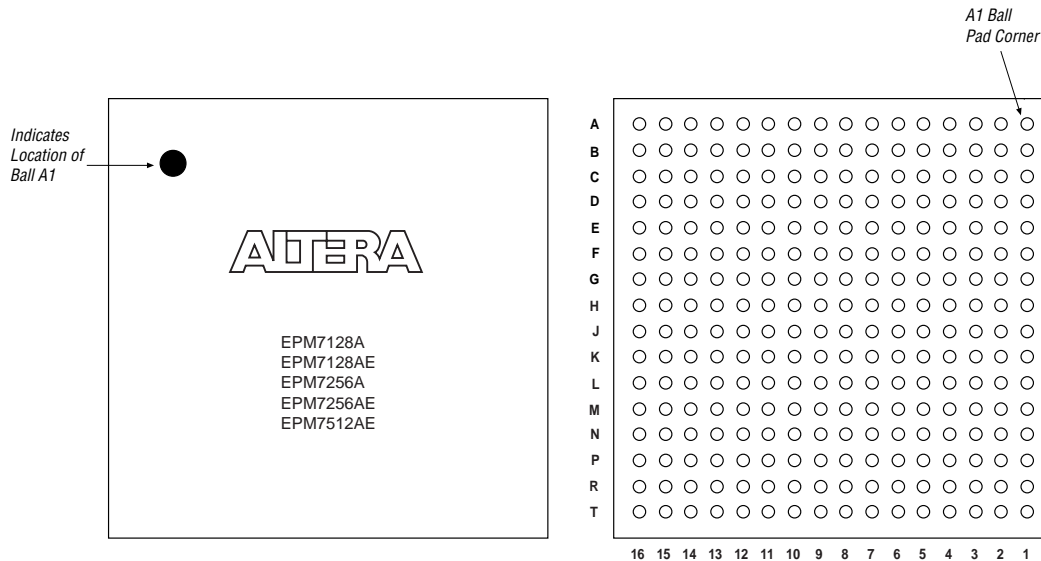 A1 Ball
Pad Corner
Indicates
Location of
Ball A1
ALTERA
EPM7128A
EPM7128AE
EPM7256A
EPM7256AE
EPM7512AE
A
B
C
D
E
F
G
H
J
K
L
M
N
P
R
T
16 15 14 13 12 11 10 9 8 7 6 5 4 3 2 1